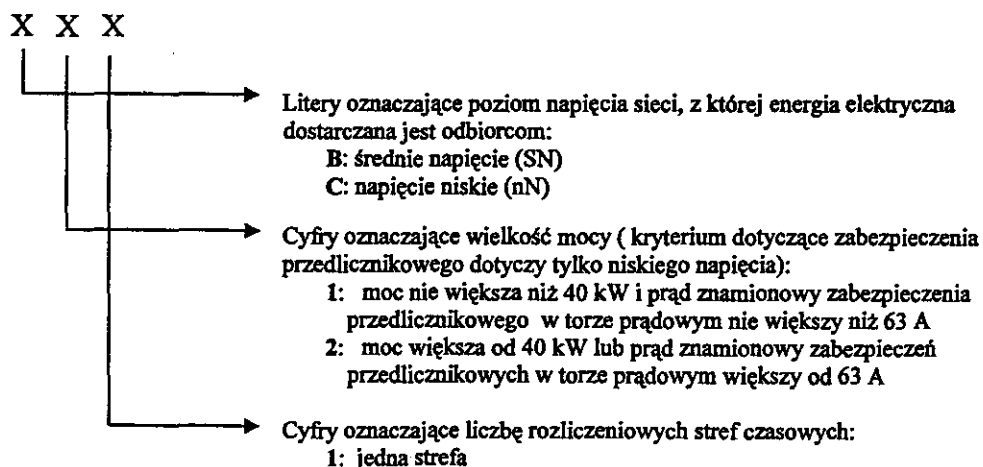 X X X
Litery oznaczające poziom napięcia sieci, z której energia elektryczna
dostarczana jest odbiorcom:
B: średnie napięcie (SN)
C: napięcie niskie (nN)
Cyfry oznaczające wielkość mocy ( kryterium dotyczące zabezpieczenia
przedlicznikowego dotyczy tylko niskiego napięcia):
1: moc nie większa niż 40 kW i prąd znamionowy zabezpieczenia
przedlicznikowego w torze prądowym nie większy niż 63 A
2: moc większa od 40 kW lub prąd znamionowy zabezpieczeń
przedlicznikowych w torze prądowym większy od 63 A
Cyfry oznaczające liczbę rozliczeniowych stref czasowych:
1: jedna strefa